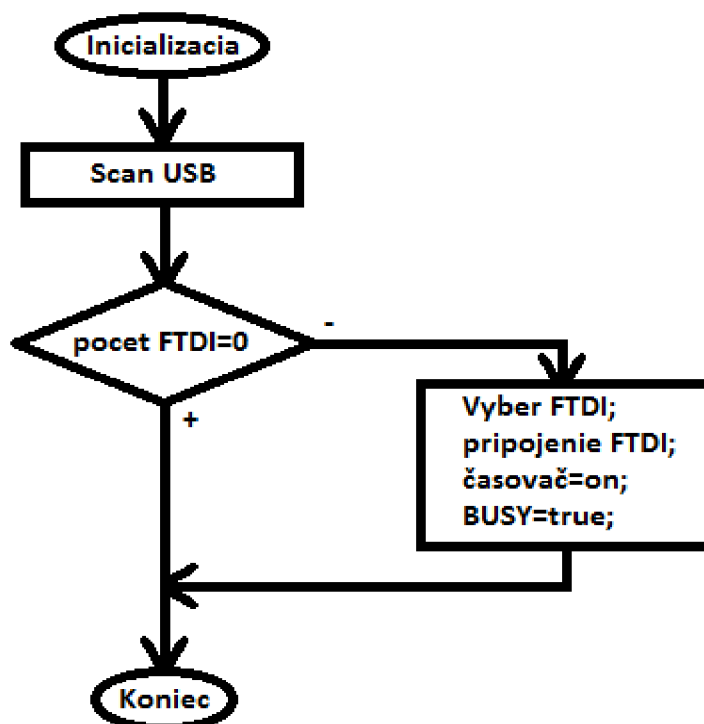 Inicializacia
Scan USB
pocet FTDI=0
-
+
Vyber FTDI;
pripojenie FTDI;
časovač=on;
BUSY=true;
Koniec